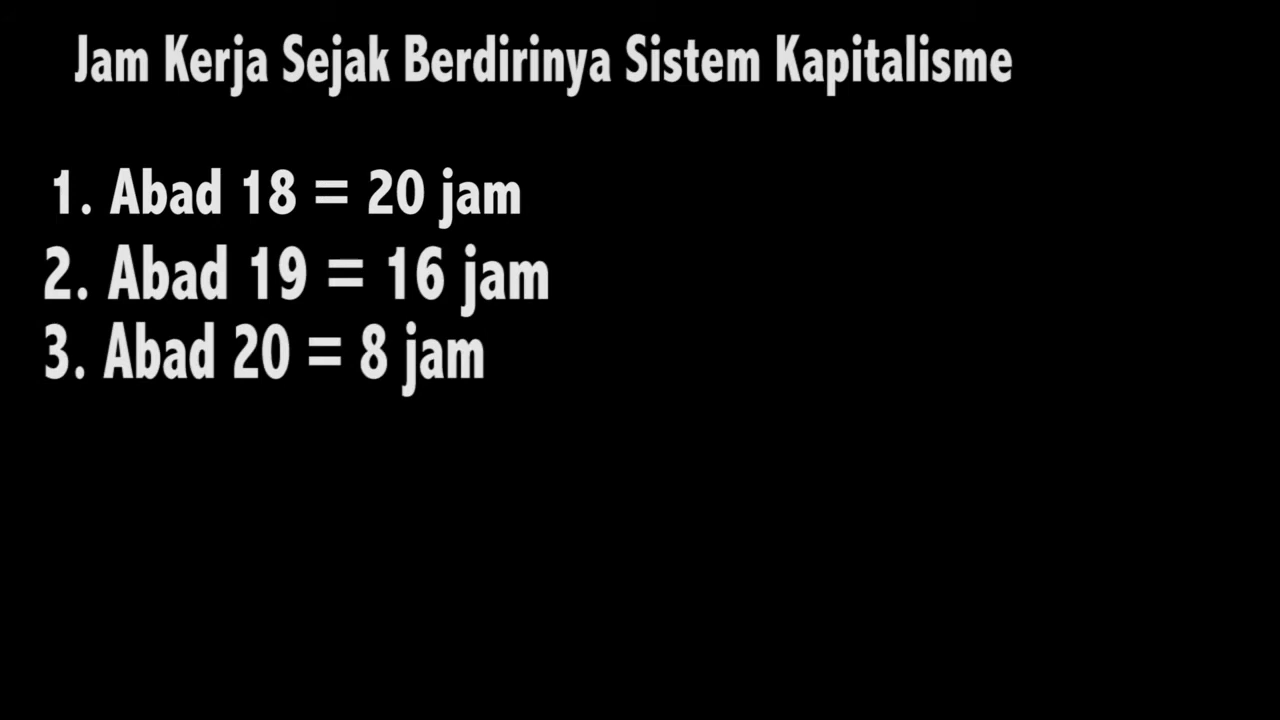 Jam Kerja Sejak Berdirinya Sistem Kapitalisme
1. Abad 18 = 20 jam
2. Abad 19 = 16 jam
3. Abad 20 = 8 jam